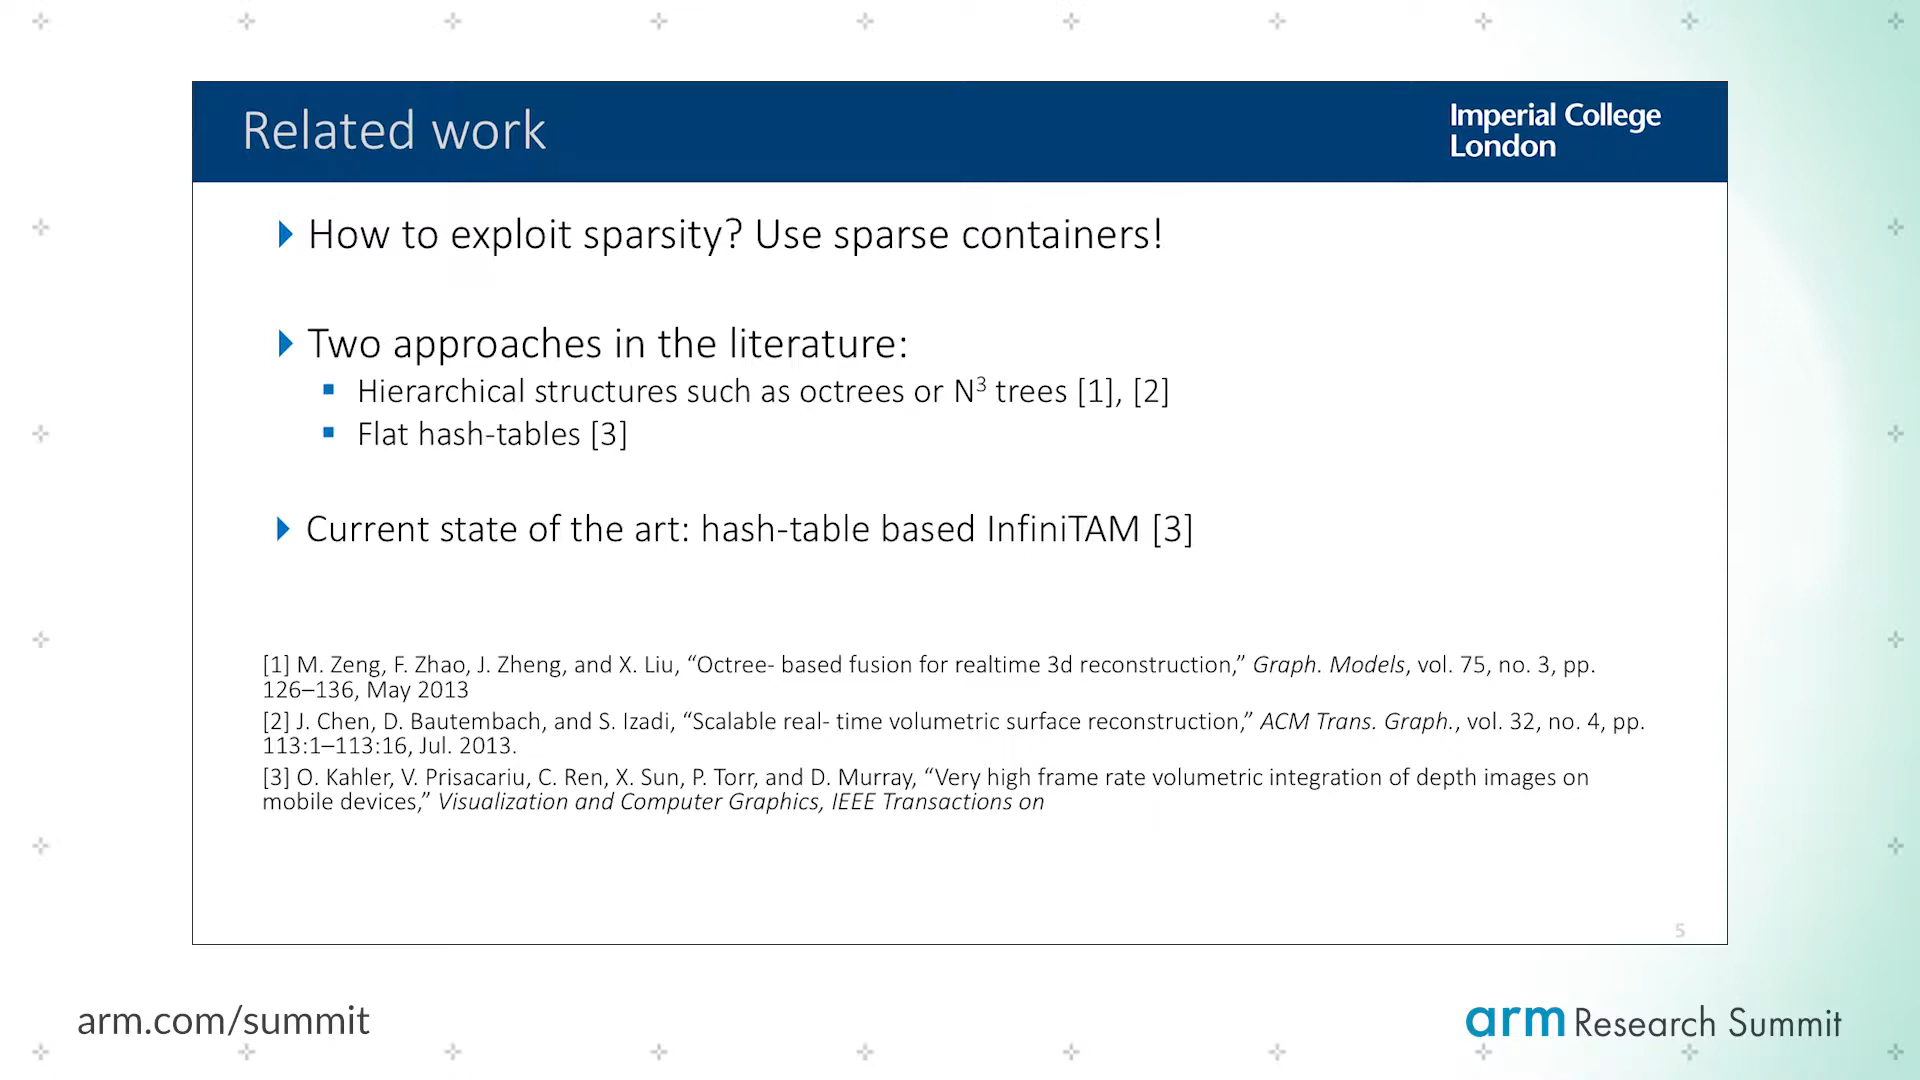 Related work
Imperial College
London
How to exploit sparsity? Use sparse containers!
Two approaches in the literature:
Hierarchical structures such as octrees or N³ trees [1], [2]
Flat hash-tables [3]
Current state of the art: hash-table based InfiniTAM [3]
[1] M. Zeng, F. Zhao, J. Zheng, and X. Liu, “Octree- based fusion for realtime 3d reconstruction,” Graph. Models, vol. 75, no. 3, pp.
126–136, May 2013
[2] J. Chen, D. Bautembach, and S. Izadi, “Scalable real- time volumetric surface reconstruction,” ACM Trans. Graph., vol. 32, no. 4, pp.
113:1–113:16, Jul. 2013.
[3] O. Kahler, V. Prisacariu, C. Ren, X. Sun, P. Torr, and D. Murray, “Very high frame rate volumetric integration of depth images on
mobile devices,” Visualization and Computer Graphics, IEEE Transactions on
5
arm.com/summit
arm Research Summit